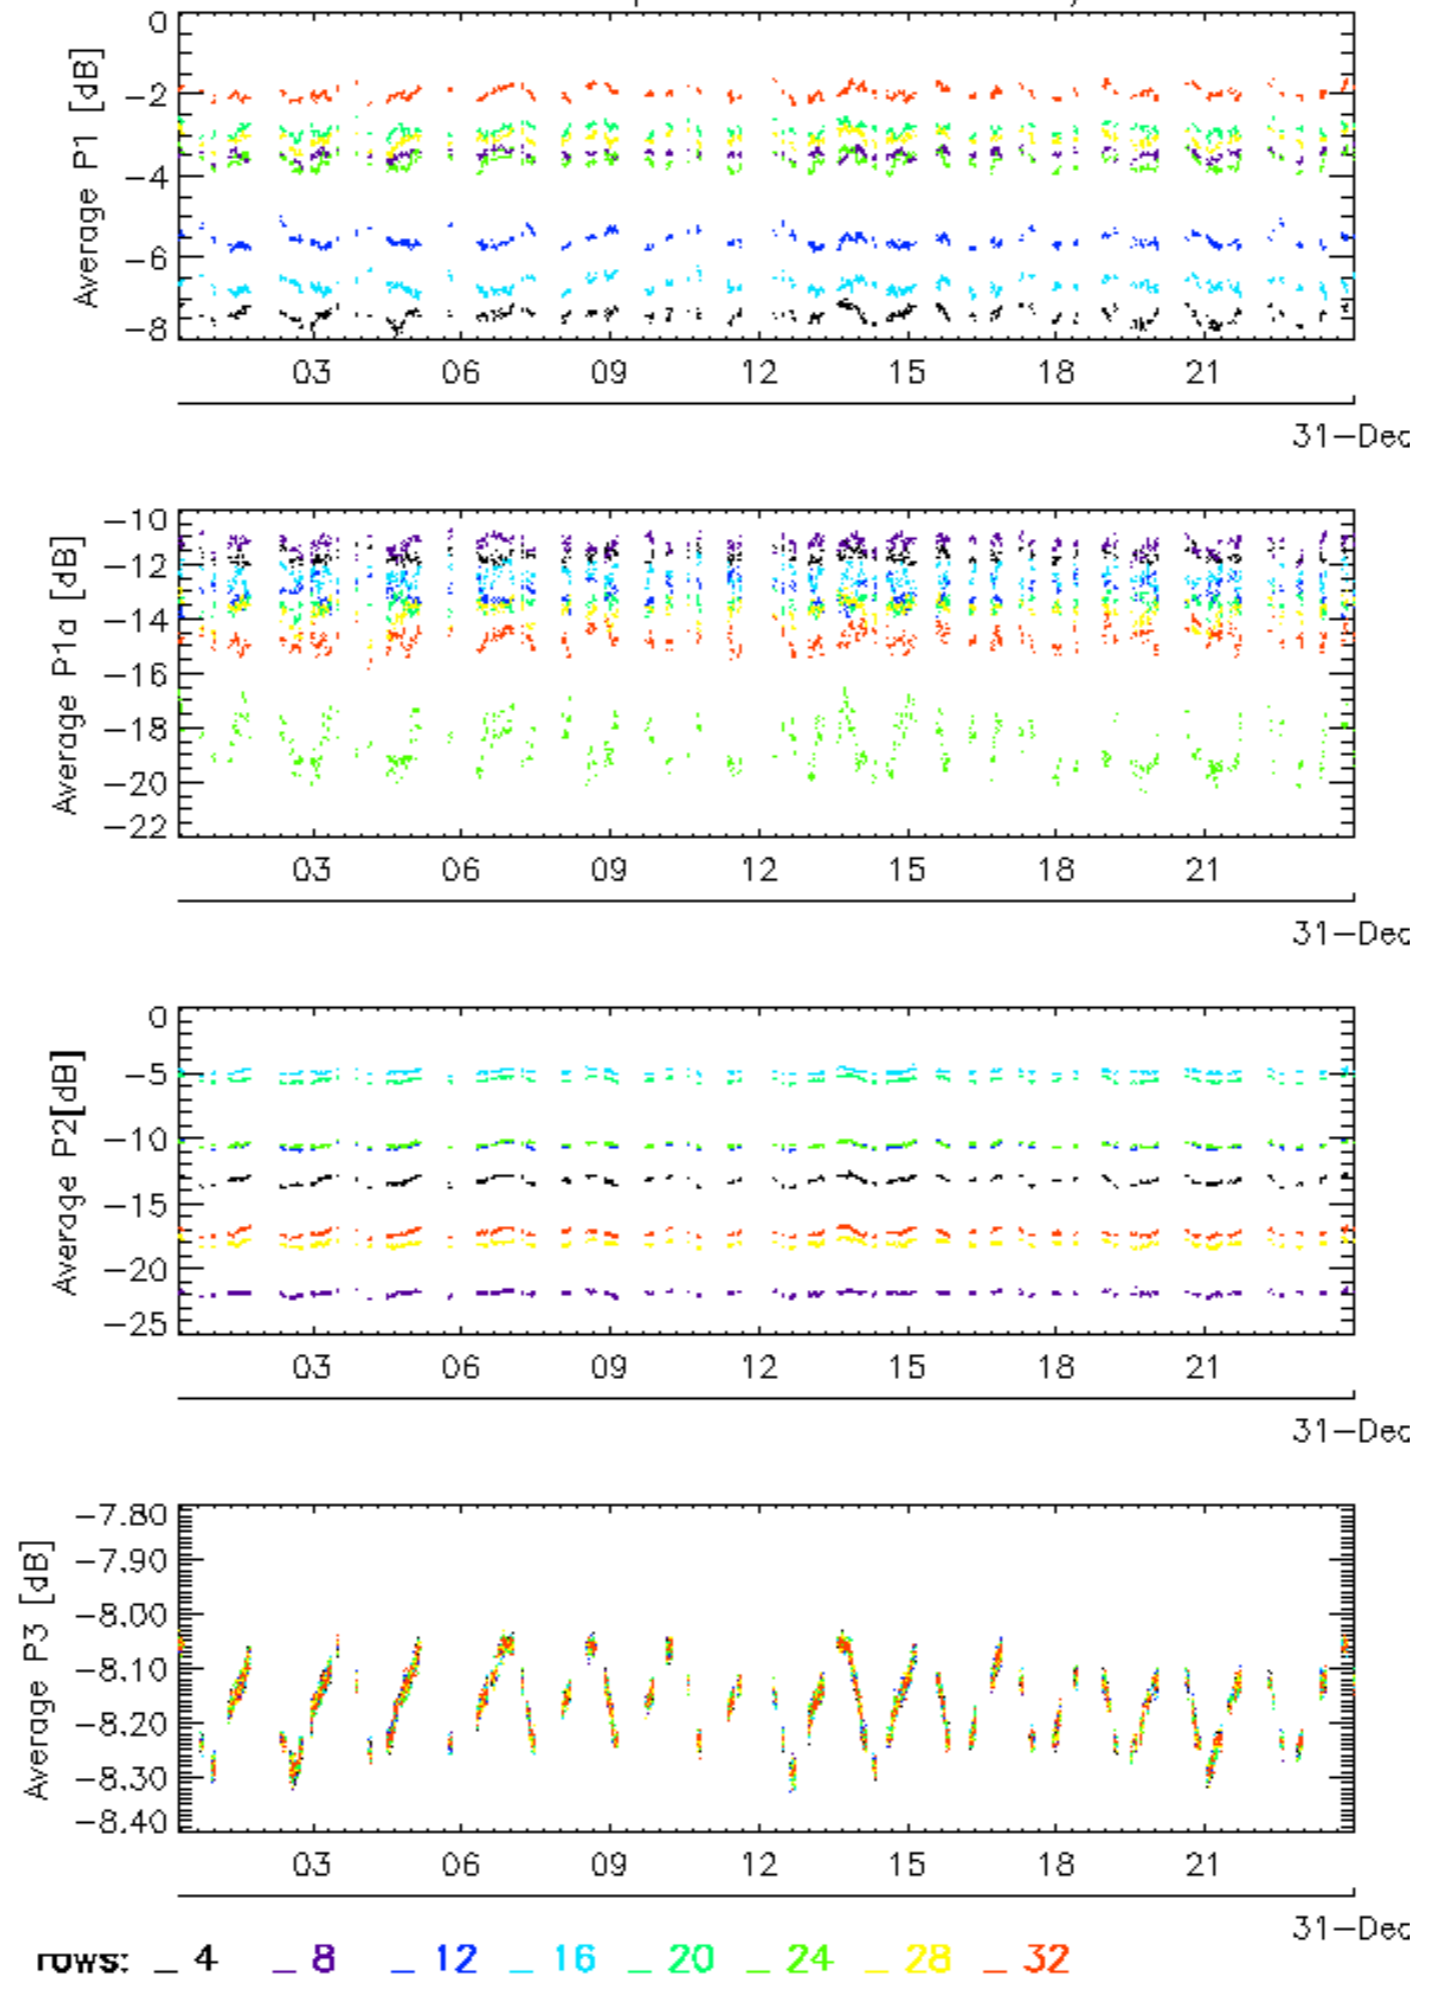 0
−2
−4
−6
−8
Average P1 [dB]
03 06 09 12 15 18 21
31−Dec
−10
−12
−14
−16
−18
−20
−22
Average P1a [dB]
03 06 09 12 15 18 21
31−Dec
0
−5
−10
−15
−20
−25
Average P2[dB]
03 06 09 12 15 18 21
31−Dec
−7.80
−7.90
−8.00
−8.10
−8.20
−8.30
−8.40
Average P3 [dB]
03 06 09 12 15 18 21
31−Dec
rows: _ 4 _ 8 _ 12 _ 16 _ 20 _ 24 _ 28 _ 32